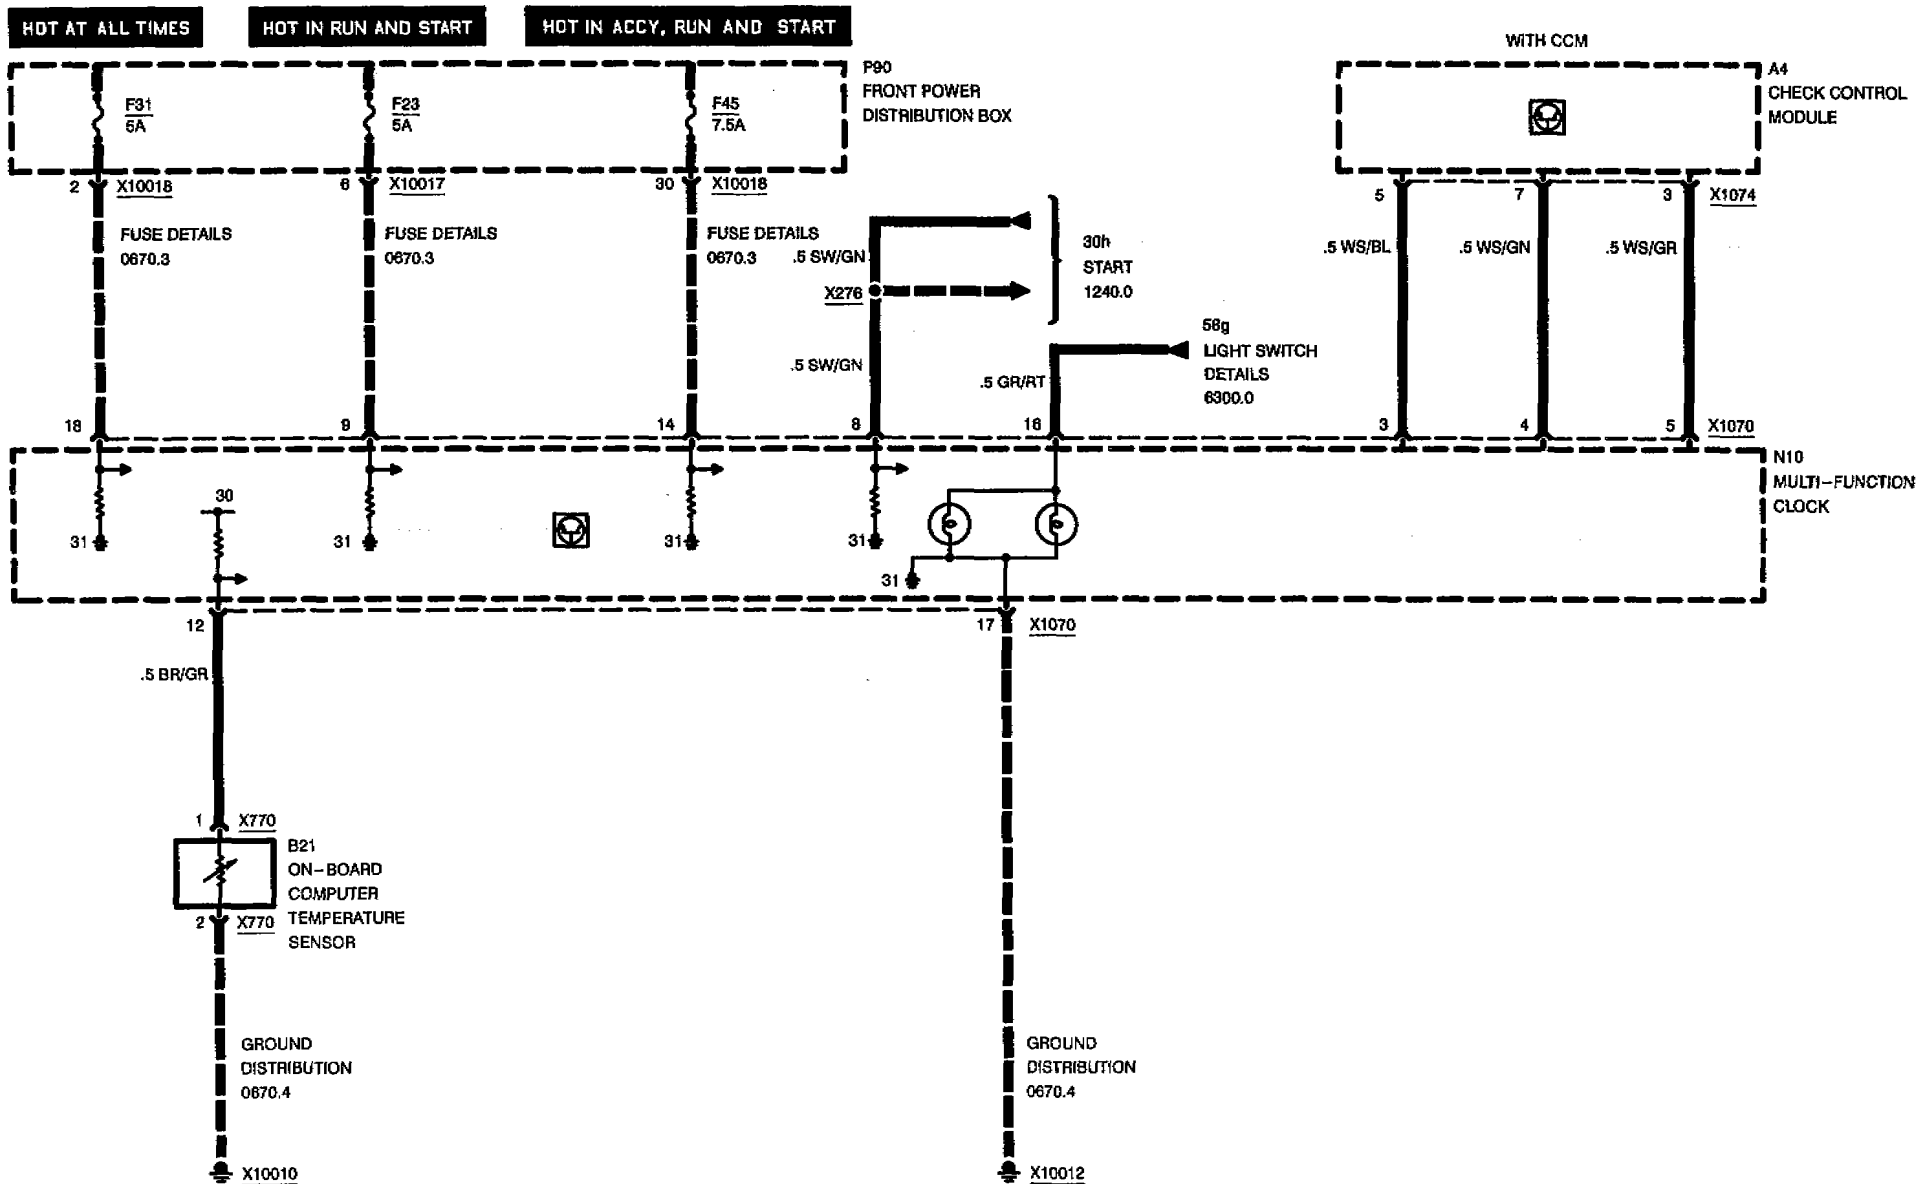 HOT AT ALL TIMES
HOT IN RUN AND START
HOT IN ACCY, RUN AND START
WITH CCM
P90
FRONT POWER
DISTRIBUTION BOX
F31
5A
F23
5A
F45
7.5A
A4
CHECK CONTROL
MODULE
2
X10018
6
X10017
30
X10018
5
7
3
X1074
FUSE DETAILS
0670.3
FUSE DETAILS
0670.3
FUSE DETAILS
0670.3
.5 SW/GN
X276
.5 SW/GN
30h
START
1240.0
58g
LIGHT SWITCH
DETAILS
6300.0
.5 GR/RT
.5 WS/BL
.5 WS/GN
.5 WS/GR
18
9
14
8
3
4
5
X1070
N10
MULTI-FUNCTION
CLOCK
30
31
31
31
31
31
12
17
X1070
.5 BR/GR
1
X770
B21
ON-BOARD
COMPUTER
TEMPERATURE
SENSOR
2
X770
GROUND
DISTRIBUTION
0670.4
GROUND
DISTRIBUTION
0670.4
X10010
X10012